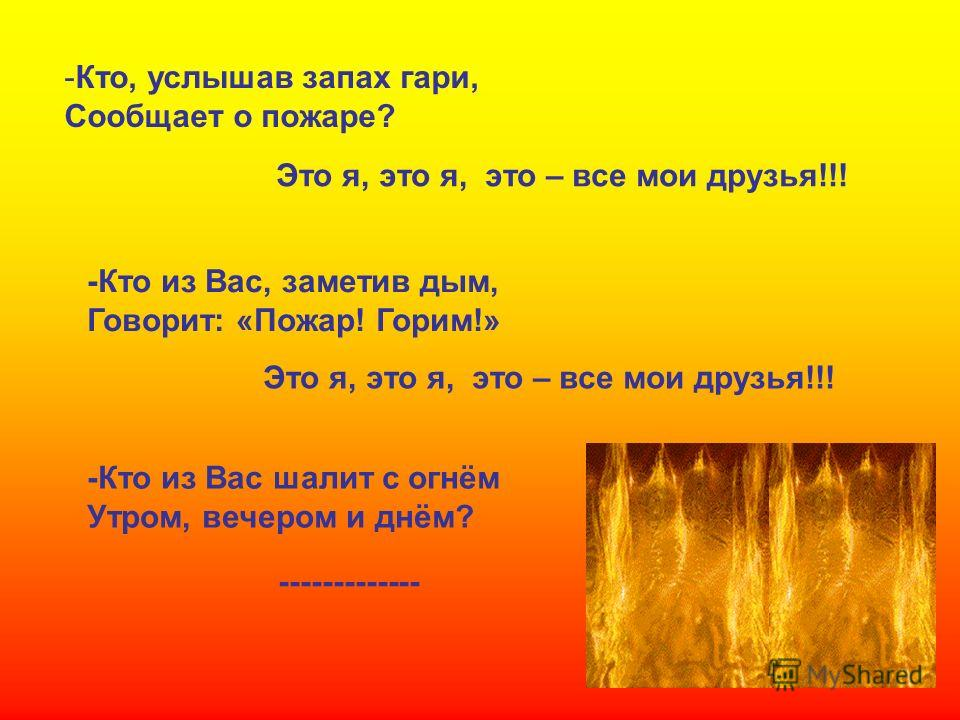 -Кто, услышав запах гари,
Сообщает о пожаре?
Это я, это я, это – все мои друзья!!!
-Кто из Вас, заметив дым,
Говорит: «Пожар! Горим!»
Это я, это я, это – все мои друзья!!!
-Кто из Вас шалит с огнём
Утром, вечером и днём?
-------------
MyShared